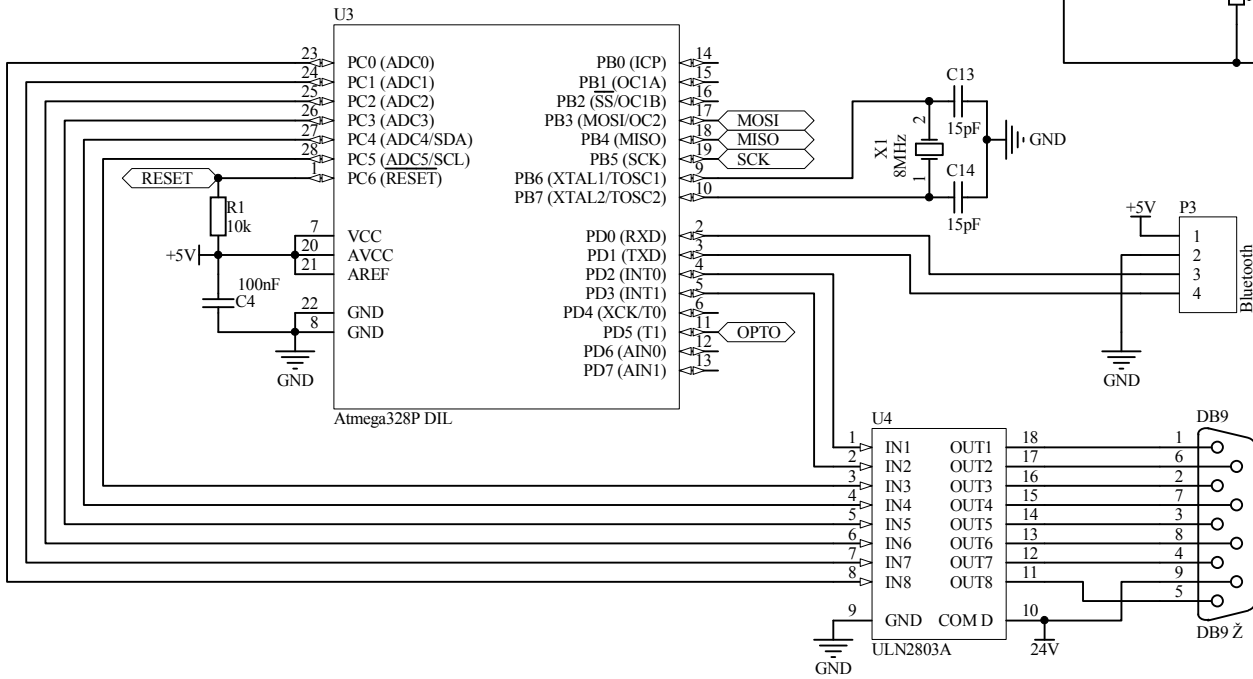 U3
23 PC0 (ADC0)
24 PC1 (ADC1)
25 PC2 (ADC2)
26 PC3 (ADC3)
27 PC4 (ADC4/SDA)
28 PC5 (ADC5/SCL)
1 PC6 (RESET)
RESET
R1
10k
+5V
100nF
C4
7 VCC
20 AVCC
21 AREF
22 GND
8 GND
GND
PB0 (ICP) 14
PB1 (OC1A) 15
PB2 (SS/OC1B) 16
PB3 (MOSI/OC2) 17 MOSI
PB4 (MISO) 18 MISO
PB5 (SCK) 19 SCK
PB6 (XTAL1/TOSC1) 9
PB7 (XTAL2/TOSC2) 10
PD0 (RXD) 2
PD1 (TXD) 3
PD2 (INT0) 4
PD3 (INT1) 5
PD4 (XCK/T0) 6
PD5 (T1) 11 OPTO
PD6 (AIN0) 12
PD7 (AIN1) 13
Atmega328P DIL
C13
15pF
X1
8MHz
2
1
C14
15pF
GND
+5V
P3
1
2
3
4
Bluetooth
GND
U4
1 IN1 OUT1 18
2 IN2 OUT2 17
3 IN3 OUT3 16
4 IN4 OUT4 15
5 IN5 OUT5 14
6 IN6 OUT6 13
7 IN7 OUT7 12
8 IN8 OUT8 11
9 GND COM D 10
ULN2803A
GND
24V
DB9
1
6
2
7
3
8
4
9
5
DB9 Ž